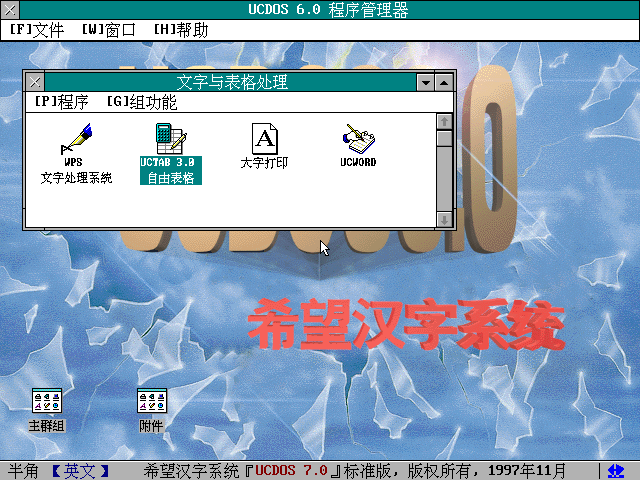 UCDOS 6.0 程序管理器
[F]文件 [W]窗口 [H]帮助
文字与表格处理
[P]程序 [G]组功能
WPS
文字处理系统
UCTAB 3.0
自由表格
大字打印
UCWORD
希望汉字系统
主群组
附件
半角 【英文】 希望汉字系统『UCDOS 7.0』标准版，版权所有，1997年11月